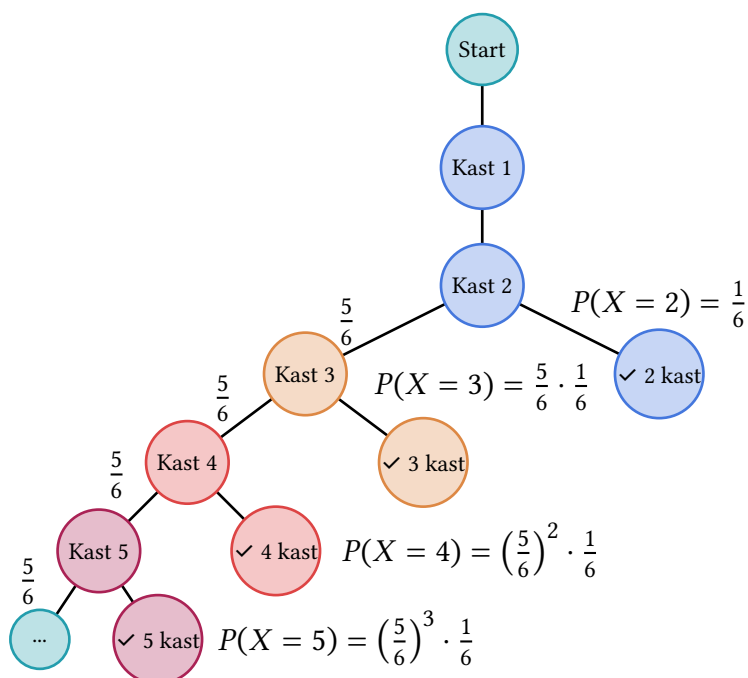 Start
Kast 1
Kast 2
P(X = 2) = 1/6
5/6
Kast 3
✓ 2 kast
P(X = 3) = 5/6 · 1/6
5/6
Kast 4
✓ 3 kast
5/6
Kast 5
✓ 4 kast
P(X = 4) = (5/6)^2 · 1/6
5/6
...
✓ 5 kast
P(X = 5) = (5/6)^3 · 1/6